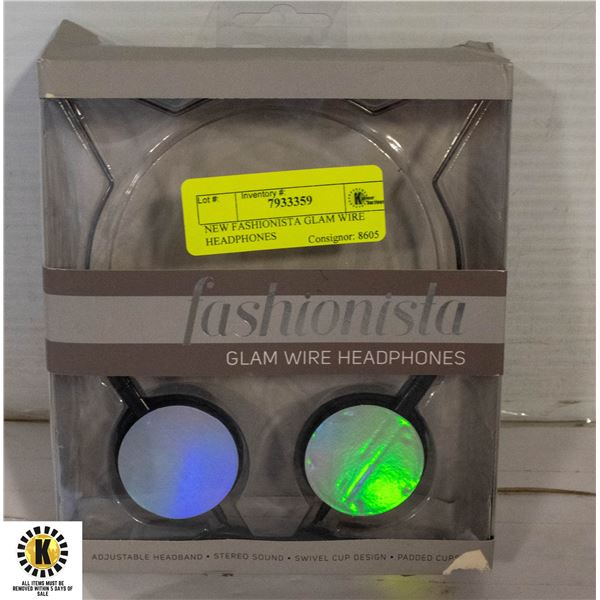 Lot #:
Inventory #:
7933359
NEW FASHIONISTA GLAM WIRE
HEADPHONES
Consignor: 8605
fashionista
GLAM WIRE HEADPHONES
ADJUSTABLE HEADBAND • STEREO SOUND • SWIVEL CUP DESIGN • PADDED CUPS
K
ALL ITEMS MUST BE
REMOVED WITHIN 5 DAYS OF
SALE